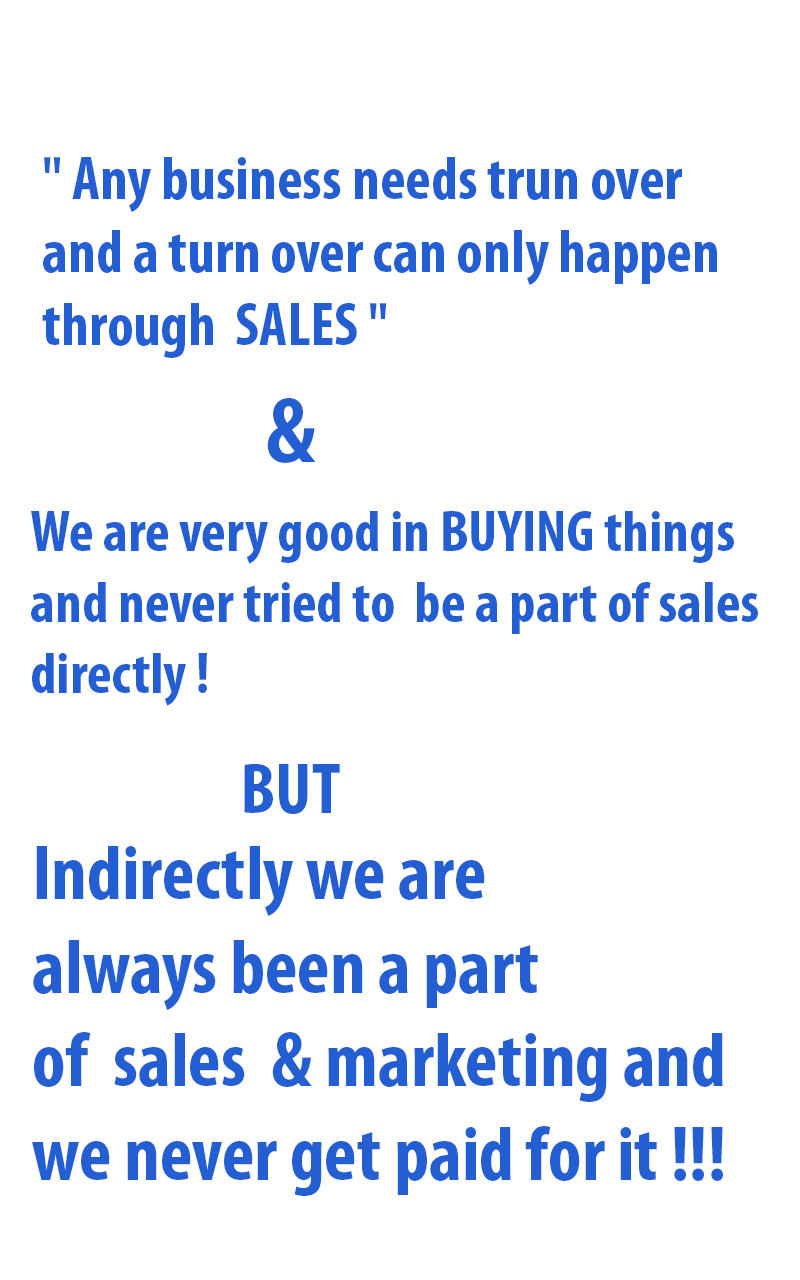 " Any business needs trun over
and a turn over can only happen
through  SALES "
&
We are very good in BUYING things
and never tried to  be a part of sales
directly !
BUT
Indirectly we are
always been a part
of  sales  & marketing and
we never get paid for it !!!